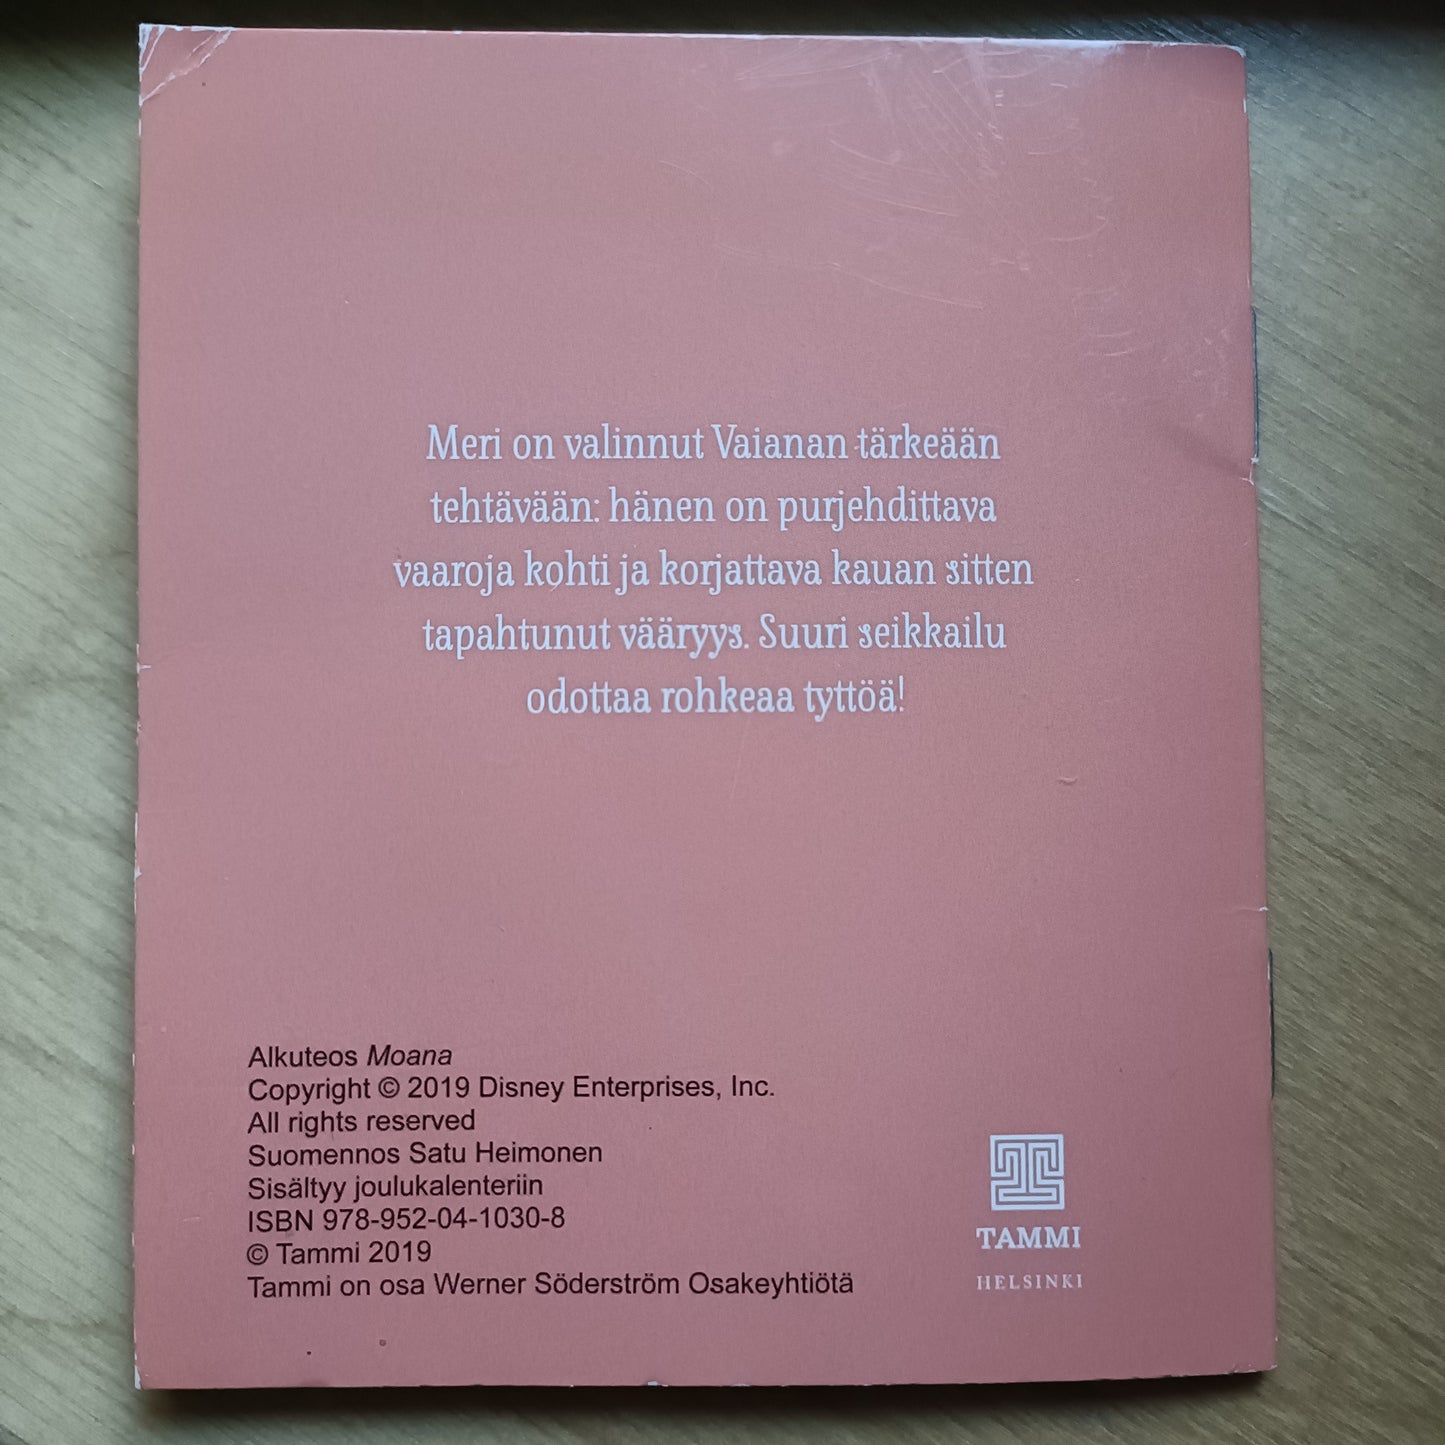 Meri on valinnut Vaianan tärkeään
tehtävään: hänen on purjehdittava
vaaroja kohti ja korjattava kauan sitten
tapahtunut vääryys. Suuri seikkailu
odottaa rohkeaa tyttöä!
Alkuteos Moana
Copyright © 2019 Disney Enterprises, Inc.
All rights reserved
Suomennos Satu Heimonen
Sisältyy joulukalenteriin
ISBN 978-952-04-1030-8
© Tammi 2019
Tammi on osa Werner Söderström Osakeyhtiötä
TAMMI
HELSINKI